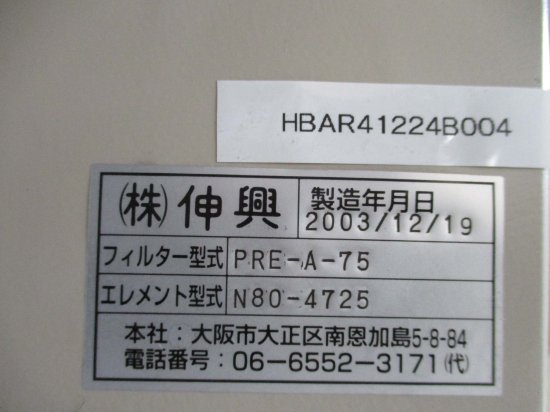 HBAR41224B004
㈱ 伸興
製造年月日
2003/12/19
フィルター型式 PRE-A-75
エレメント型式 N80-4725
本社：大阪市大正区南恩加島5-8-84
電話番号：06-6552-3171㈹